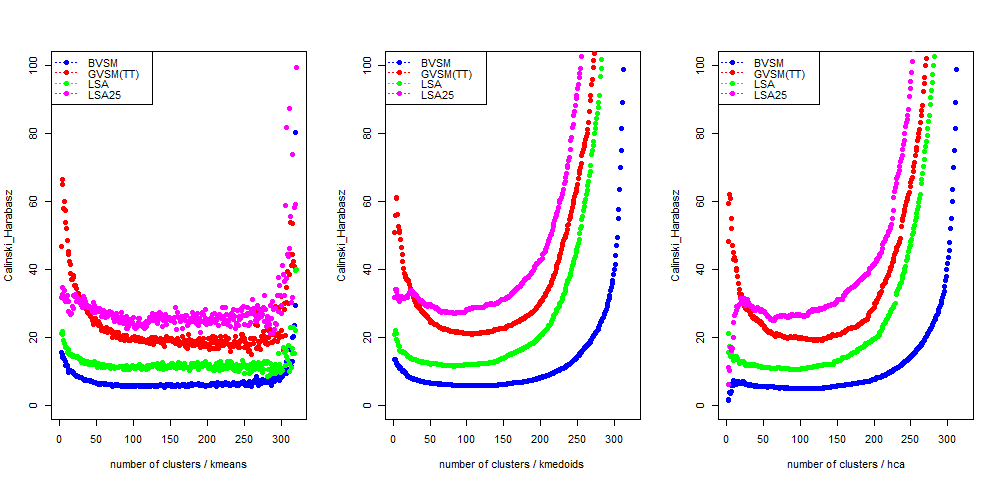 BVSM
GVSM(TT)
LSA
LSA25
Calinski_Harabasz
0
20
40
60
80
100
0
50
100
150
200
250
300
number of clusters / kmeans
BVSM
GVSM(TT)
LSA
LSA25
Calinski_Harabasz
0
20
40
60
80
100
0
50
100
150
200
250
300
number of clusters / kmedoids
BVSM
GVSM(TT)
LSA
LSA25
Calinski_Harabasz
0
20
40
60
80
100
0
50
100
150
200
250
300
number of clusters / hca